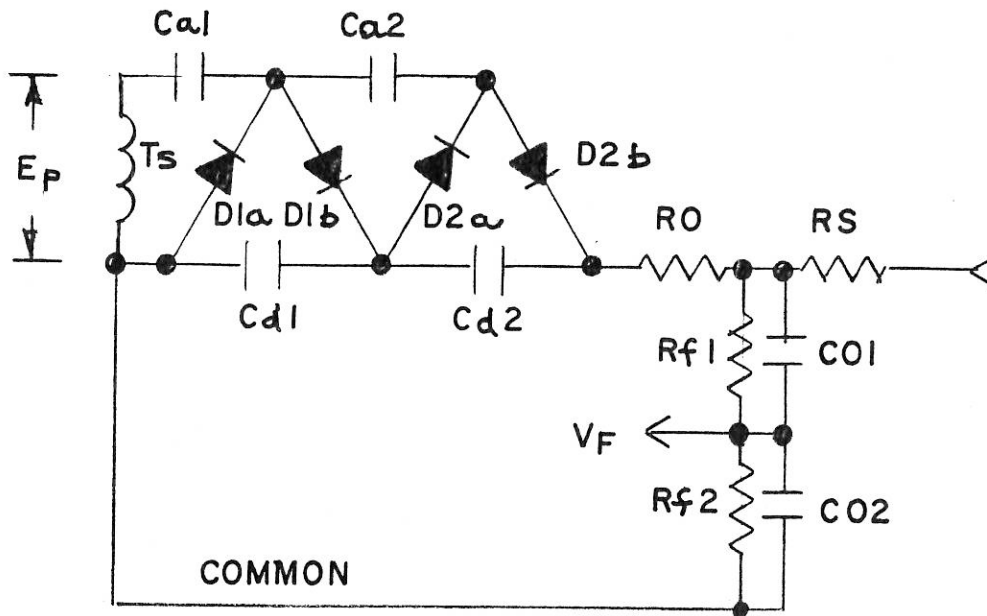 Ca1 Ca2
Ep Ts
D2b
D1a D1b D2a
RO RS
Cd1 Cd2
Rf1 CO1
VF
Rf2 CO2
COMMON